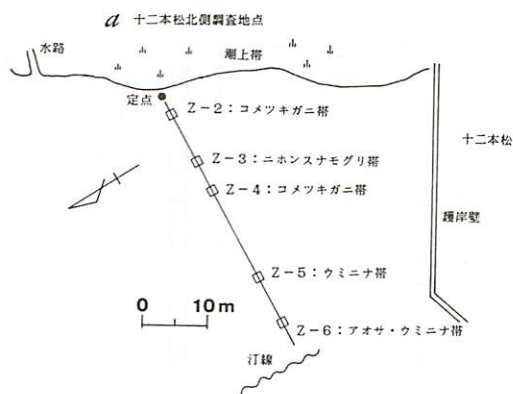 a 十二本松北側調査地点
水路
潮上帯
定点
Z-2：コメツキガニ帯
十二本松
Z-3：ニホンスナモグリ帯
Z-4：コメツキガニ帯
護岸壁
Z-5：ウミニナ帯
0 10m
Z-6：アオサ・ウミニナ帯
汀線